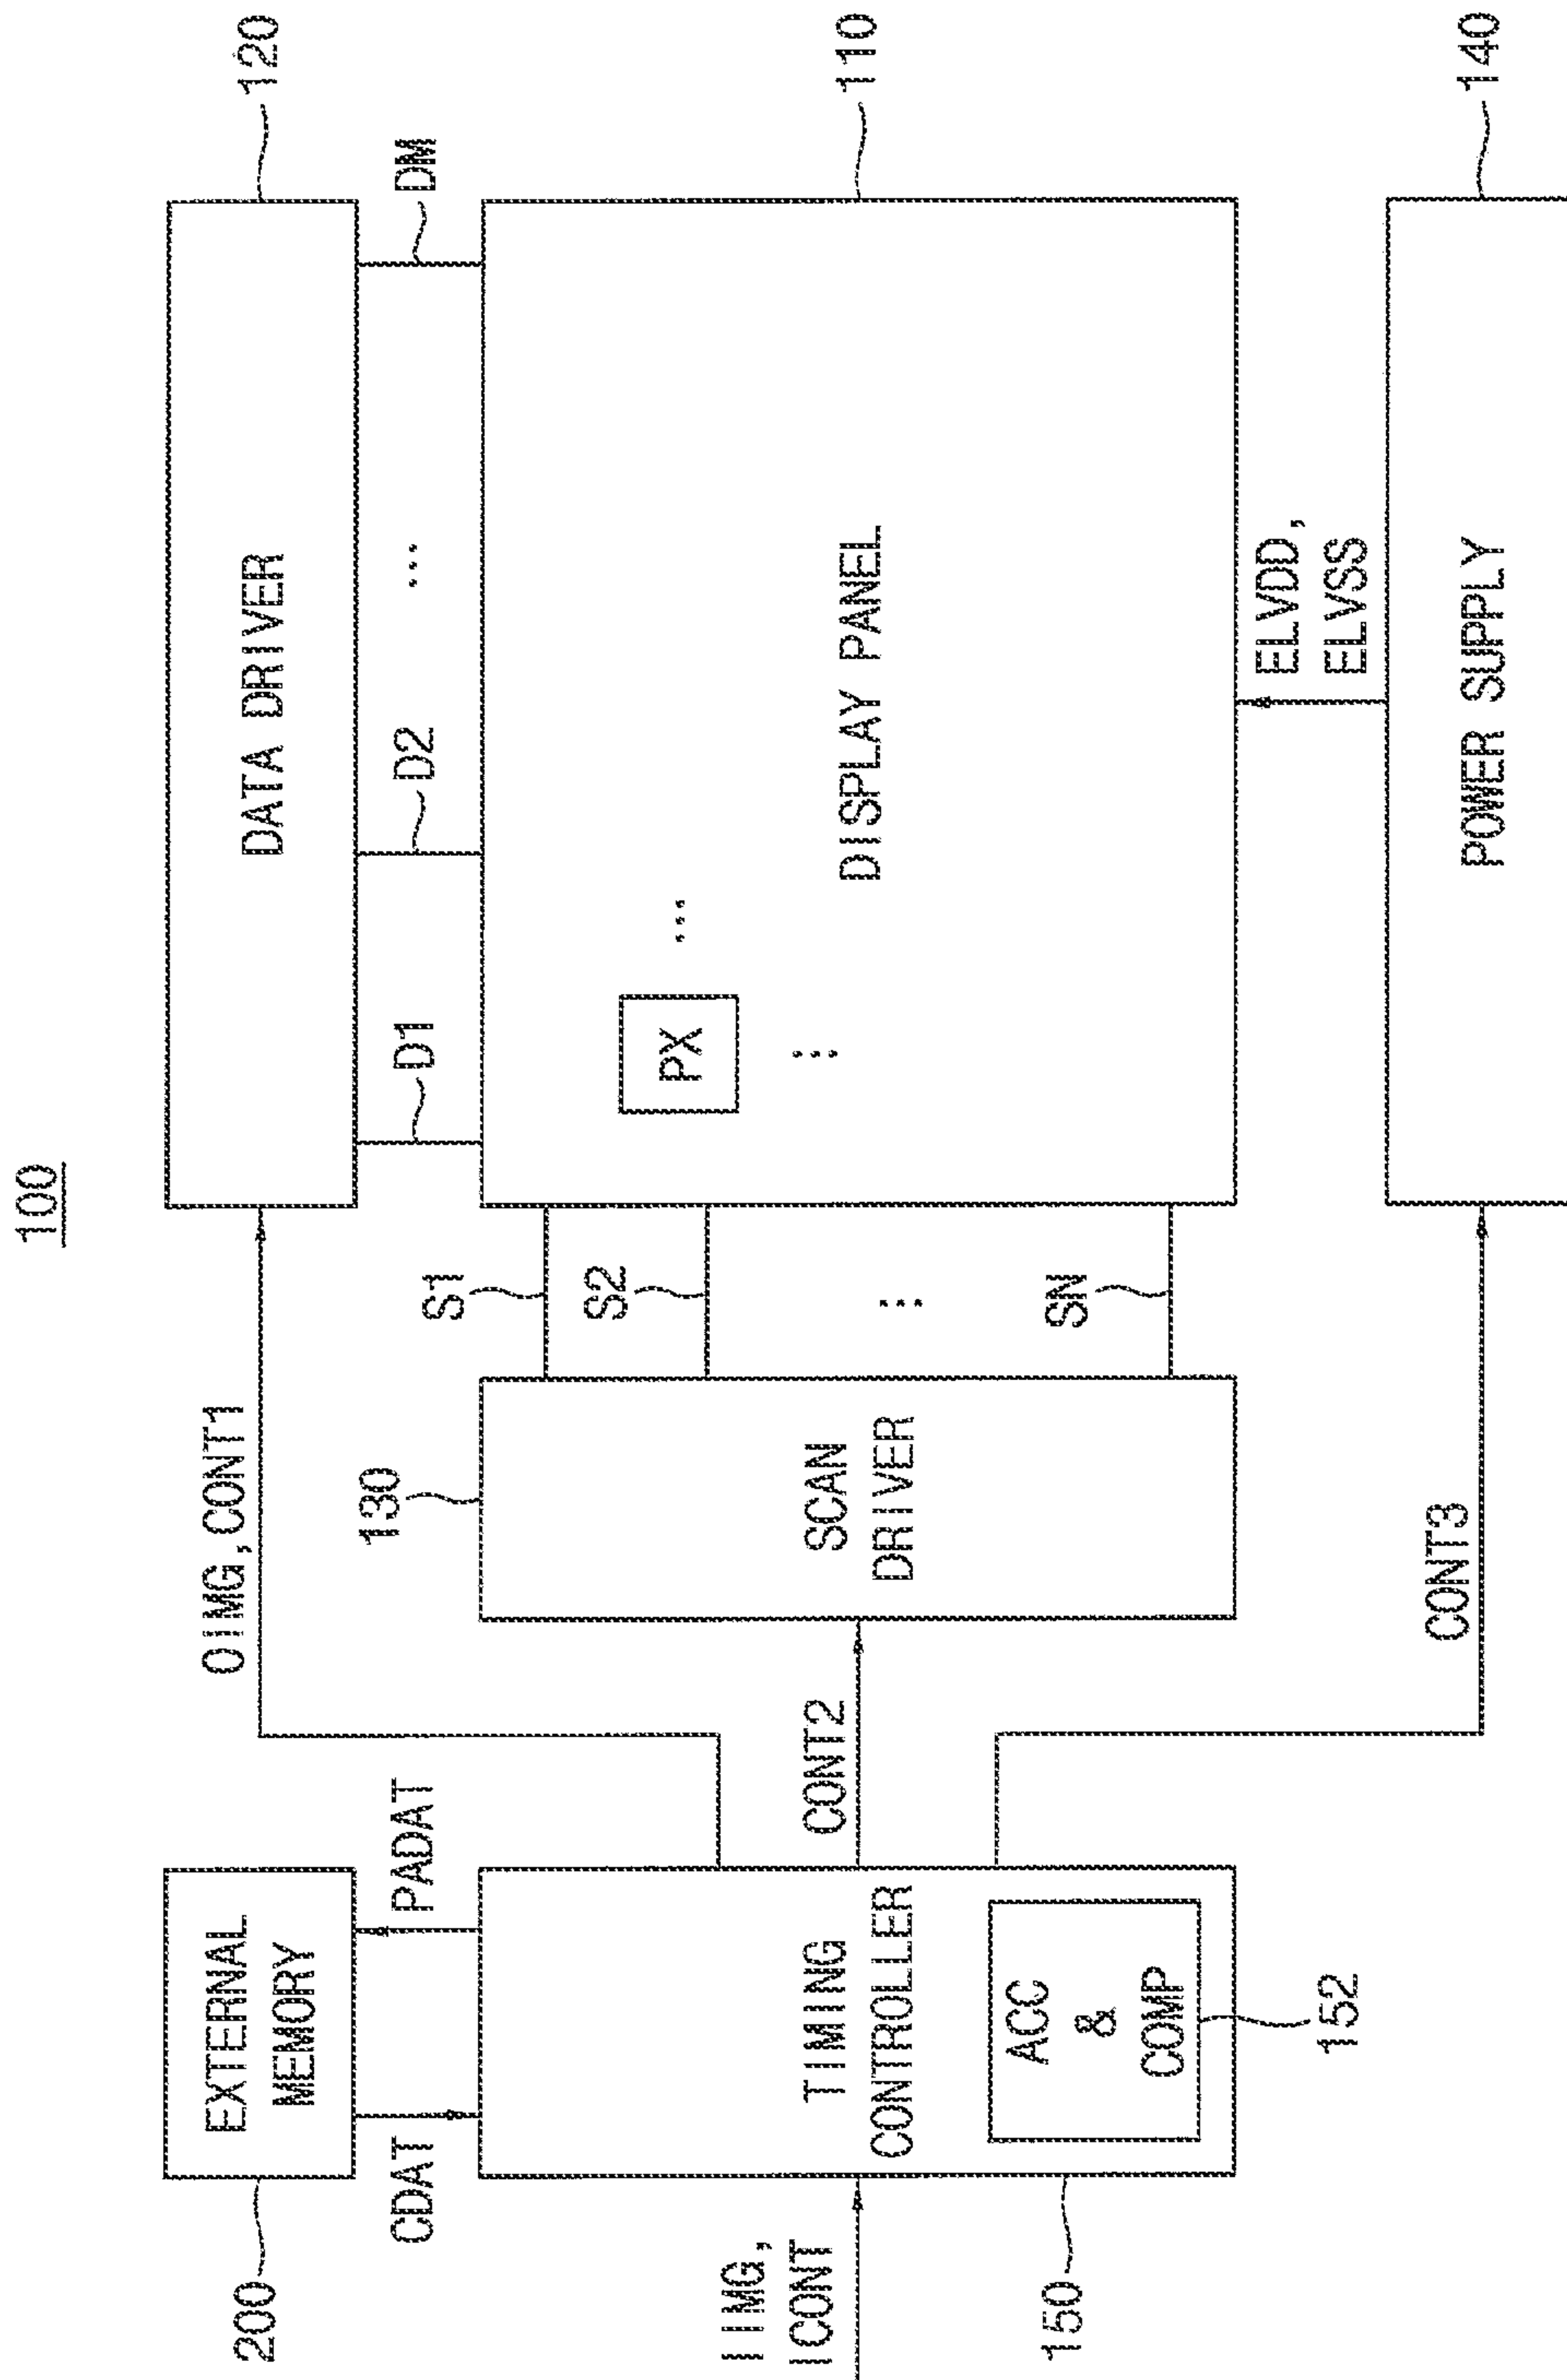 100
EXTERNAL
MEMORY
200
CDAT
PADAT
OIMG,CONT1
DATA DRIVER
120
D1
D2
...
DM
IIMG,
ICONT
TIMING
CONTROLLER
150
ACC
&
COMP
152
CONT2
130
SCAN
DRIVER
S1
S2
...
SN
PX
...
...
DISPLAY PANEL
110
CONT3
ELVDD,
ELVSS
POWER SUPPLY
140